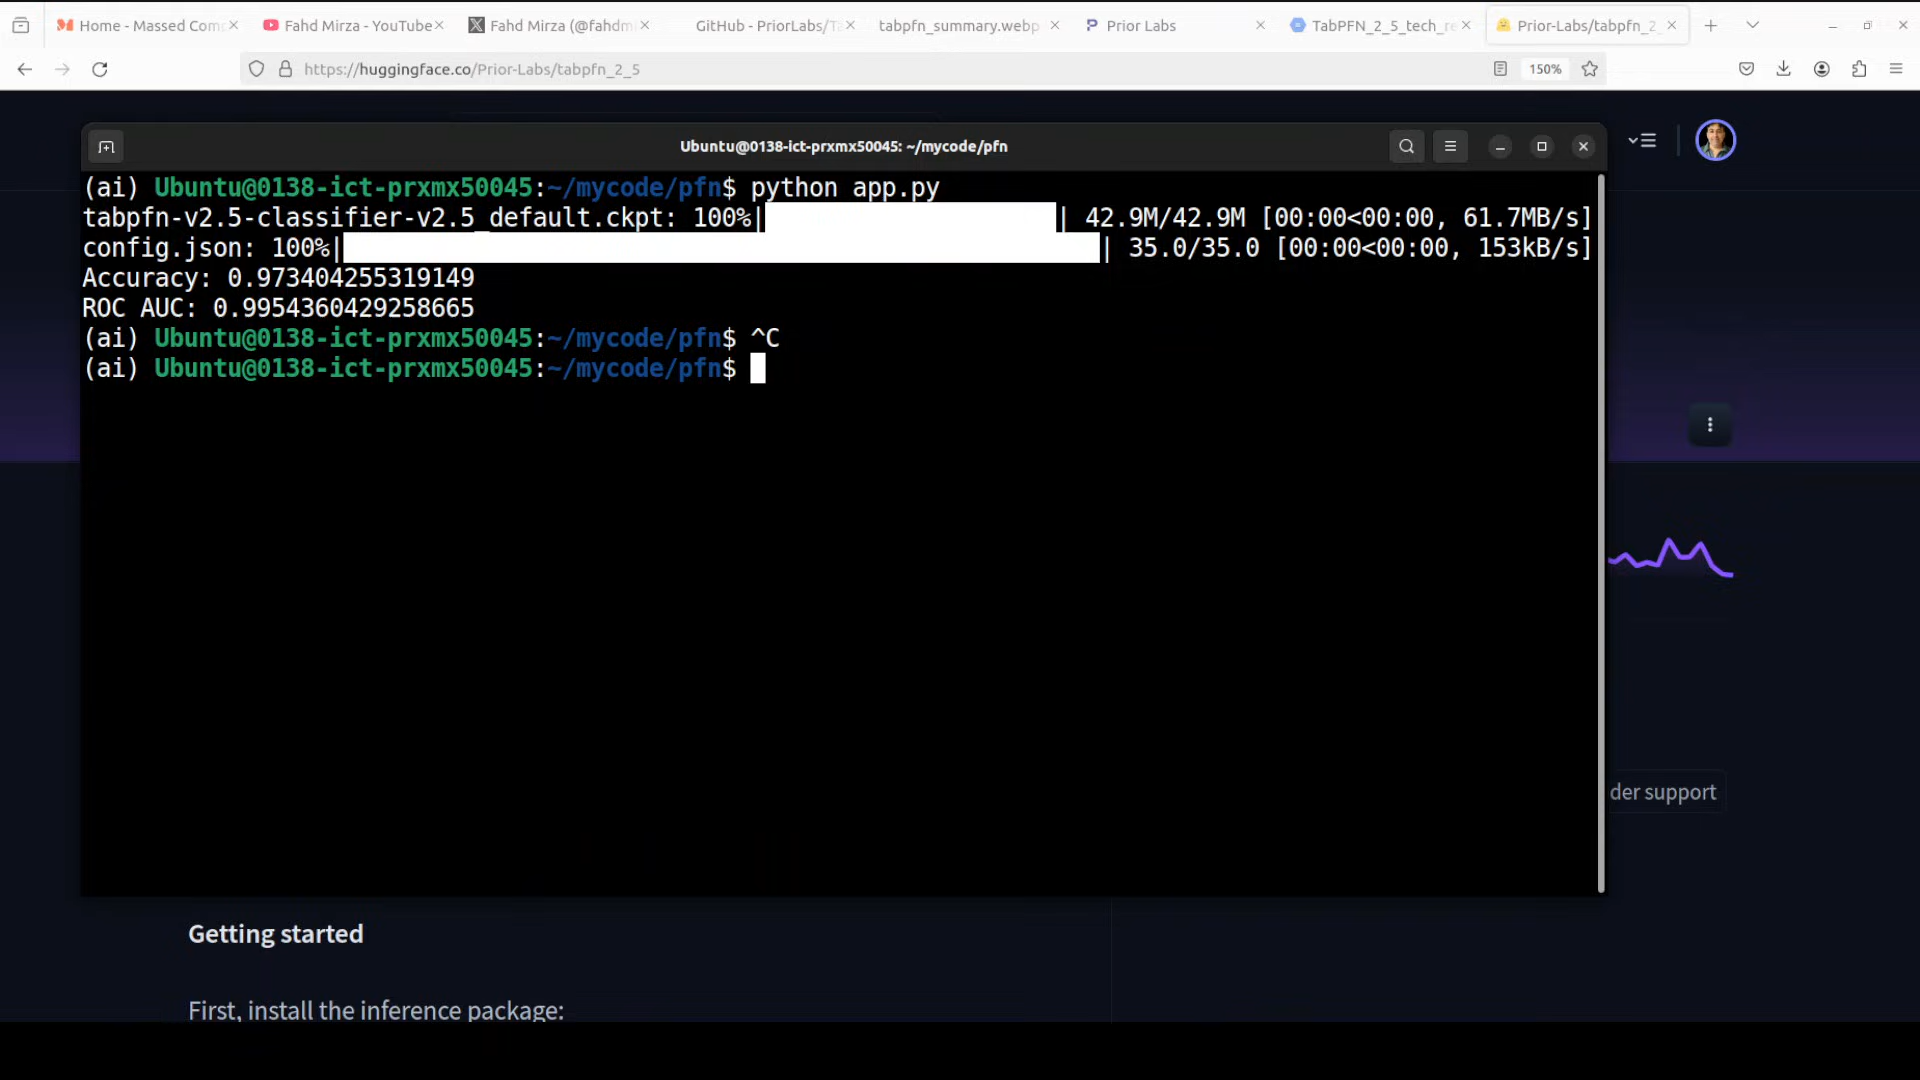 Home - Massed Com
Fahd Mirza - YouTube
Fahd Mirza (@fahdm
GitHub - PriorLabs/Ta
tabpfn_summary.webp
Prior Labs
TabPFN_2_5_tech_re
Prior-Labs/tabpfn_2_
https://huggingface.co/Prior-Labs/tabpfn_2_5
150%
Ubuntu@0138-ict-prxmx50045: ~/mycode/pfn
(ai) Ubuntu@0138-ict-prxmx50045:~/mycode/pfn$ python app.py
tabpfn-v2.5-classifier-v2.5_default.ckpt: 100%| | 42.9M/42.9M [00:00<00:00, 61.7MB/s]
config.json: 100%| | 35.0/35.0 [00:00<00:00, 153kB/s]
Accuracy: 0.973404255319149
ROC AUC: 0.9954360429258665
(ai) Ubuntu@0138-ict-prxmx50045:~/mycode/pfn$ ^C
(ai) Ubuntu@0138-ict-prxmx50045:~/mycode/pfn$
der support
Getting started
First, install the inference package: